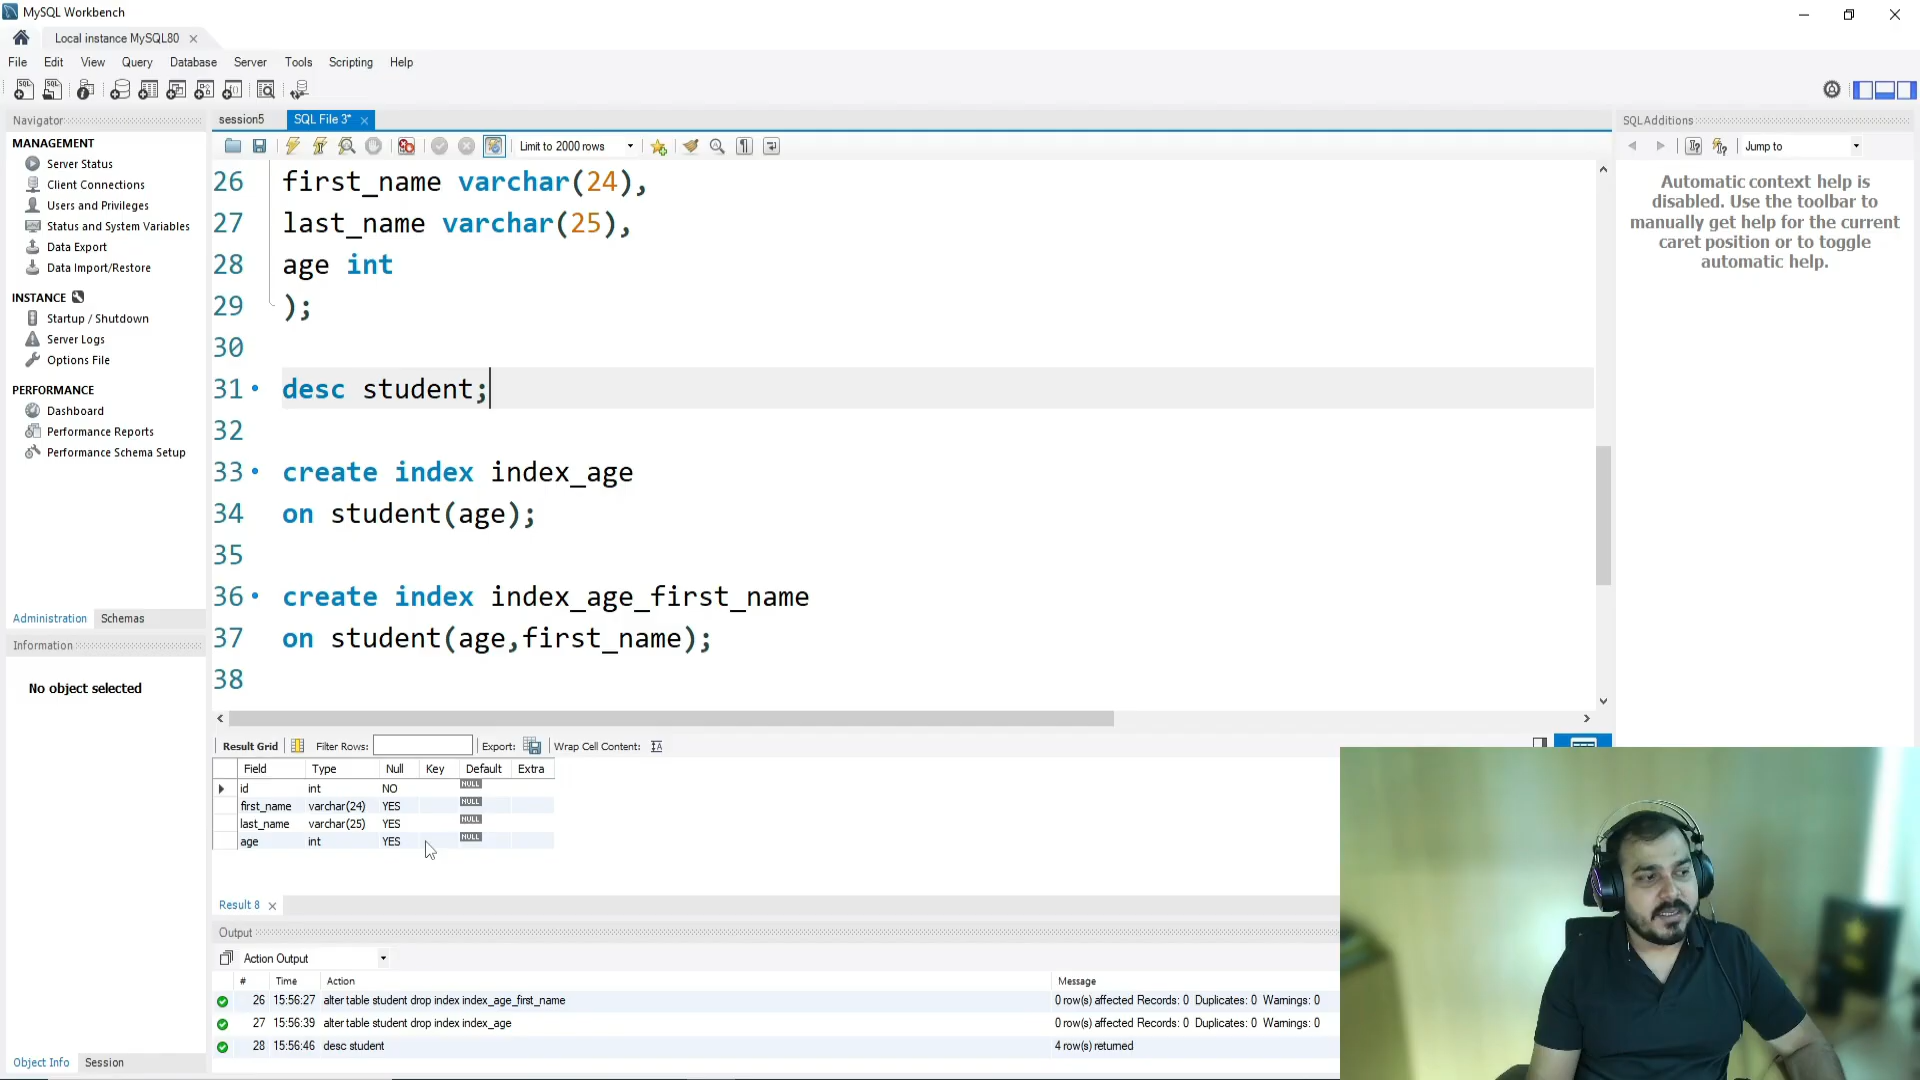 MySQL Workbench
Local instance MySQL80
File Edit View Query Database Server Tools Scripting Help
Navigator
MANAGEMENT
Server Status
Client Connections
Users and Privileges
Status and System Variables
Data Export
Data Import/Restore
INSTANCE
Startup / Shutdown
Server Logs
Options File
PERFORMANCE
Dashboard
Performance Reports
Performance Schema Setup
Administration Schemas
Information
No object selected
Object Info Session
session5 SQL File 3*
Limit to 2000 rows
26 first_name varchar(24),
27 last_name varchar(25),
28 age int
29 );
30
31 desc student;
32
33 create index index_age
34 on student(age);
35
36 create index index_age_first_name
37 on student(age,first_name);
38
Result Grid Filter Rows: Export: Wrap Cell Content:
Field Type Null Key Default Extra
id int NO NULL
first_name varchar(24) YES NULL
last_name varchar(25) YES NULL
age int YES NULL
Result 8
Output
Action Output
# Time Action Message
26 15:56:27 alter table student drop index index_age_first_name 0 row(s) affected Records: 0 Duplicates: 0 Warnings: 0
27 15:56:39 alter table student drop index index_age 0 row(s) affected Records: 0 Duplicates: 0 Warnings: 0
28 15:56:46 desc student 4 row(s) returned
SQLAdditions
Jump to
Automatic context help is
disabled. Use the toolbar to
manually get help for the current
caret position or to toggle
automatic help.